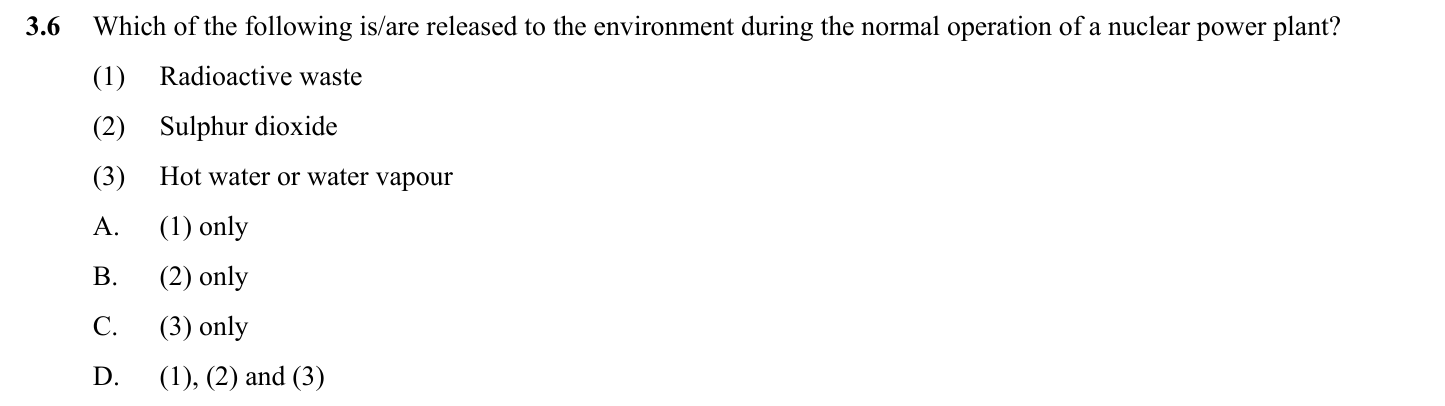 3.6 Which of the following is/are released to the environment during the normal operation of a nuclear power plant?
(1) Radioactive waste
(2) Sulphur dioxide
(3) Hot water or water vapour
A. (1) only
B. (2) only
C. (3) only
D. (1), (2) and (3)